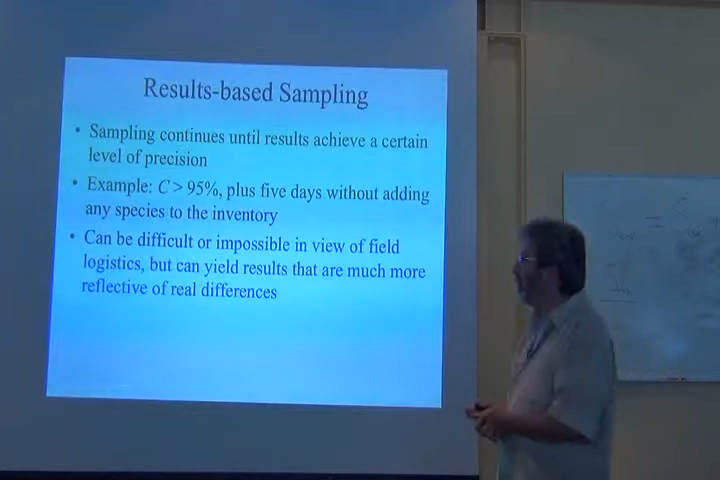 Results-based Sampling
• Sampling continues until results achieve a certain
level of precision
• Example: C > 95%, plus five days without adding
any species to the inventory
• Can be difficult or impossible in view of field
logistics, but can yield results that are much more
reflective of real differences